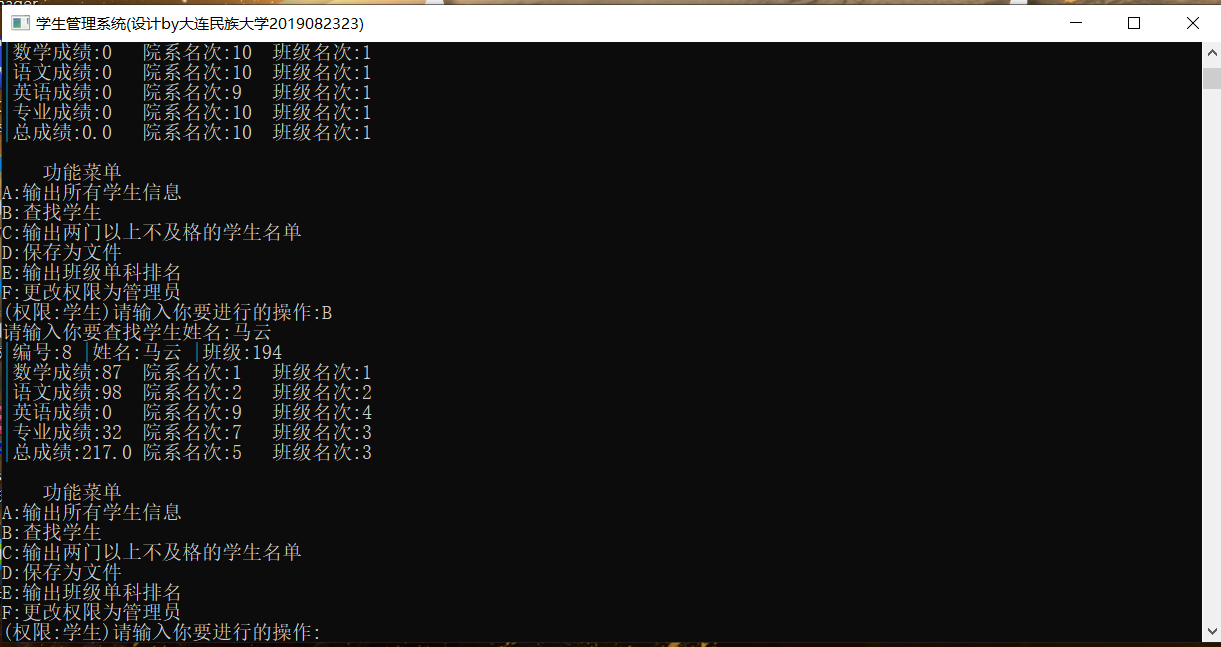 学生管理系统(设计by大连民族大学2019082323)
数学成绩:0 院系名次:10 班级名次:1
语文成绩:0 院系名次:10 班级名次:1
英语成绩:0 院系名次:9 班级名次:1
专业成绩:0 院系名次:10 班级名次:1
总成绩:0.0 院系名次:10 班级名次:1
功能菜单
A:输出所有学生信息
B:查找学生
C:输出两门以上不及格的学生名单
D:保存为文件
E:输出班级单科排名
F:更改权限为管理员
(权限:学生)请输入你要进行的操作:B
请输入你要查找学生姓名:马云
|编号:8 |姓名:马云 |班级:194
数学成绩:87 院系名次:1 班级名次:1
语文成绩:98 院系名次:2 班级名次:2
英语成绩:0 院系名次:9 班级名次:4
专业成绩:32 院系名次:7 班级名次:3
总成绩:217.0 院系名次:5 班级名次:3
功能菜单
A:输出所有学生信息
B:查找学生
C:输出两门以上不及格的学生名单
D:保存为文件
E:输出班级单科排名
F:更改权限为管理员
(权限:学生)请输入你要进行的操作: